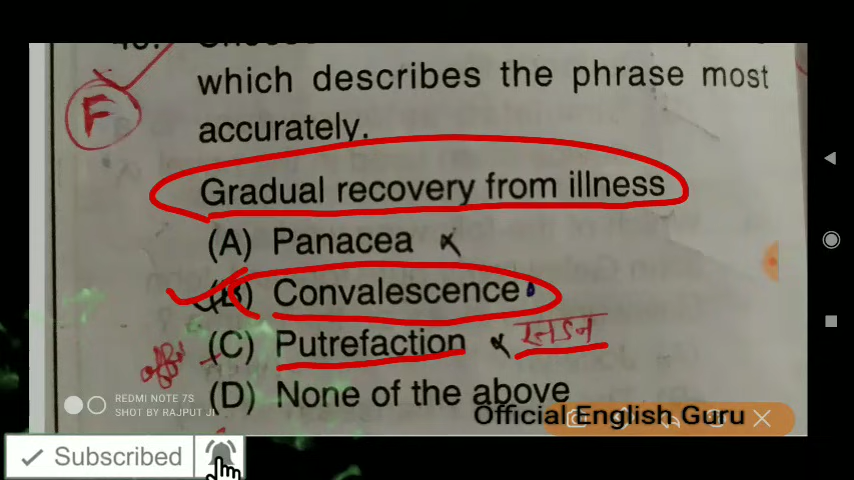 which describes the phrase most
F
accurately.
Gradual recovery from illness
(A) Panacea
(B) Convalescence
(C) Putrefaction
(D) None of the above
REDMI NOTE 7S
SHOT BY RAJPUT JI
Official English Guru
Subscribed